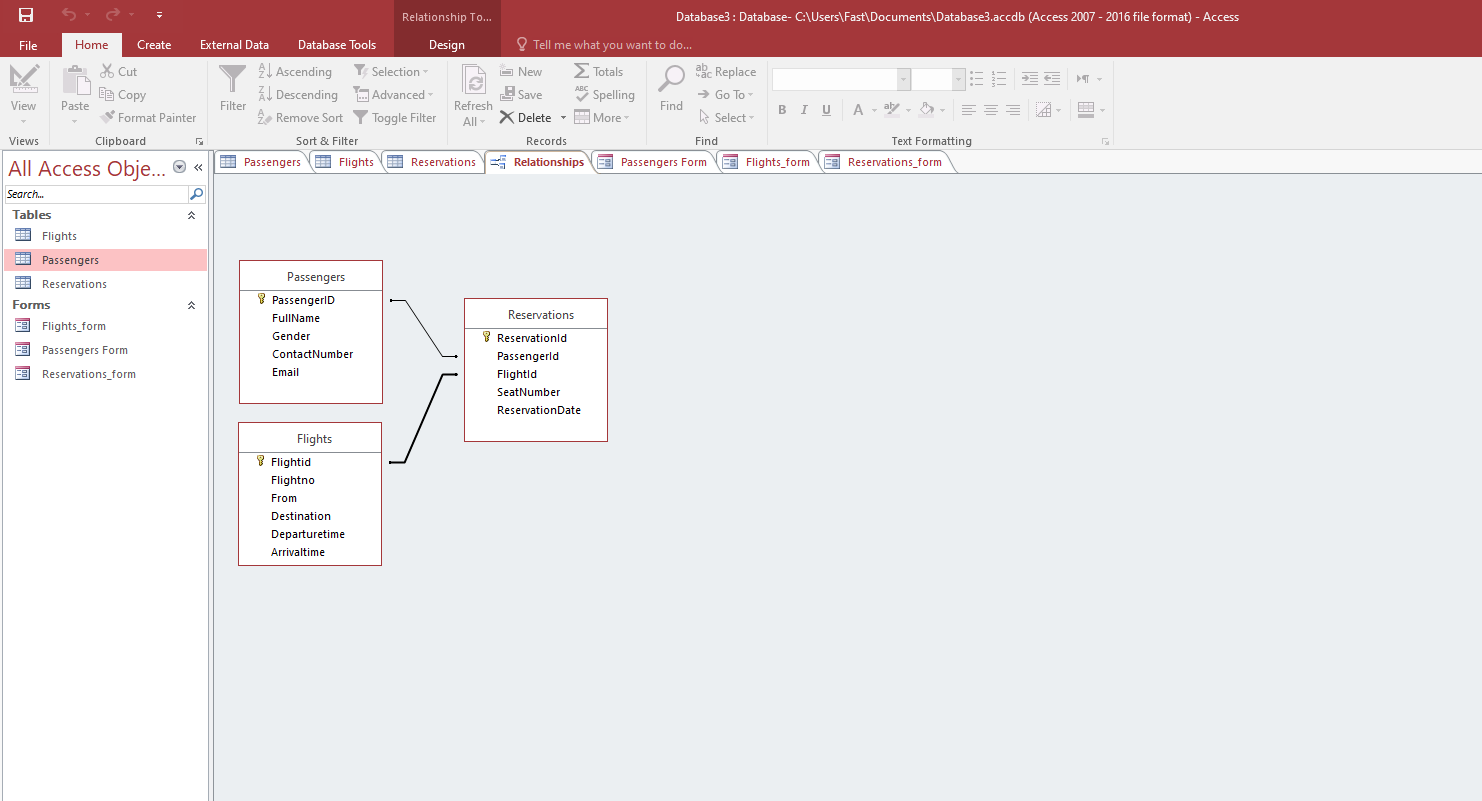 Relationship To...
Database3 : Database- C:\Users\Fast\Documents\Database3.accdb (Access 2007 - 2016 file format) - Access
File Home Create External Data Database Tools Design Tell me what you want to do...
View
Paste
Cut
Copy
Format Painter
Filter
Ascending
Descending
Remove Sort
Selection
Advanced
Toggle Filter
Refresh
All
New
Save
Delete
Totals
Spelling
More
Find
Replace
Go To
Select
B I U A
Views Clipboard Sort & Filter Records Find Text Formatting
All Access Obje...
Search...
Tables
Flights
Passengers
Reservations
Forms
Flights_form
Passengers Form
Reservations_form
Passengers Flights Reservations Relationships Passengers Form Flights_form Reservations_form
Passengers
PassengerID
FullName
Gender
ContactNumber
Email
Reservations
ReservationId
PassengerId
FlightId
SeatNumber
ReservationDate
Flights
Flightid
Flightno
From
Destination
Departuretime
Arrivaltime